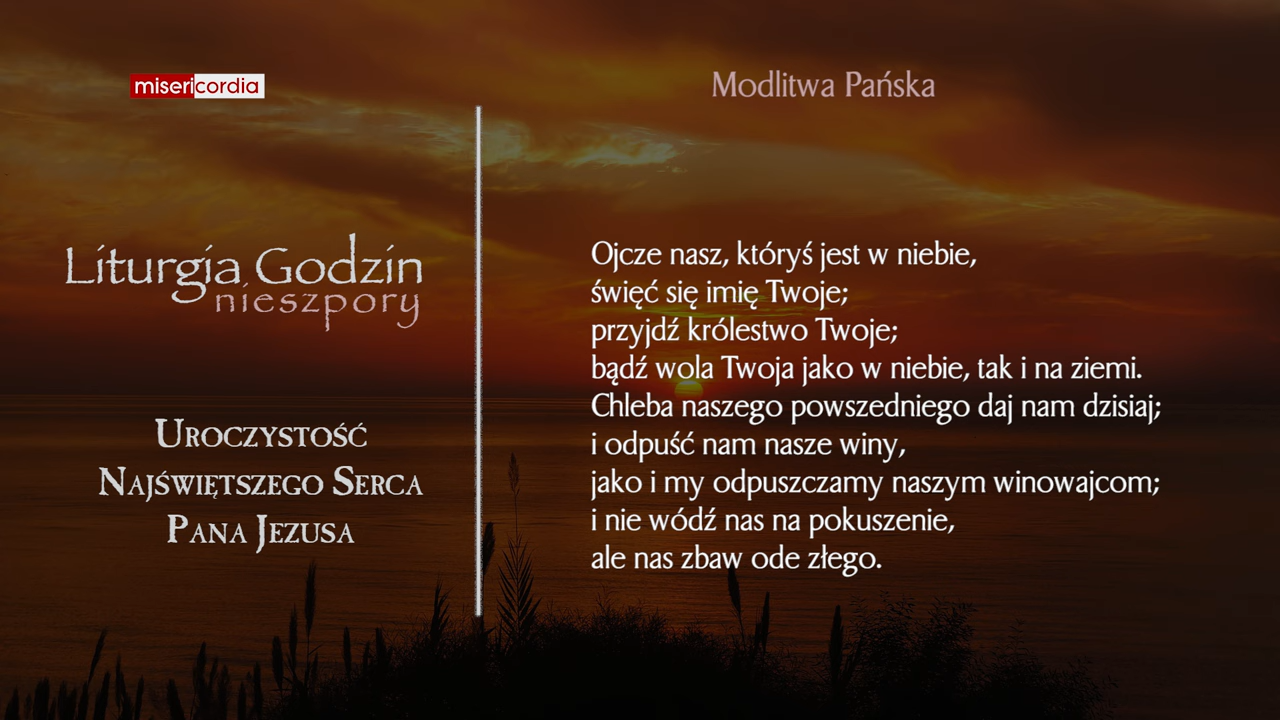 misericordia
Modlitwa Pańska
Liturgia Godzin
nieszpory
Uroczystość
Najświętszego Serca
Pana Jezusa
Ojcze nasz, któryś jest w niebie,
święć się imię Twoje;
przyjdź królestwo Twoje;
bądź wola Twoja jako w niebie, tak i na ziemi.
Chleba naszego powszedniego daj nam dzisiaj;
i odpuść nam nasze winy,
jako i my odpuszczamy naszym winowajcom;
i nie wódź nas na pokuszenie,
ale nas zbaw ode złego.